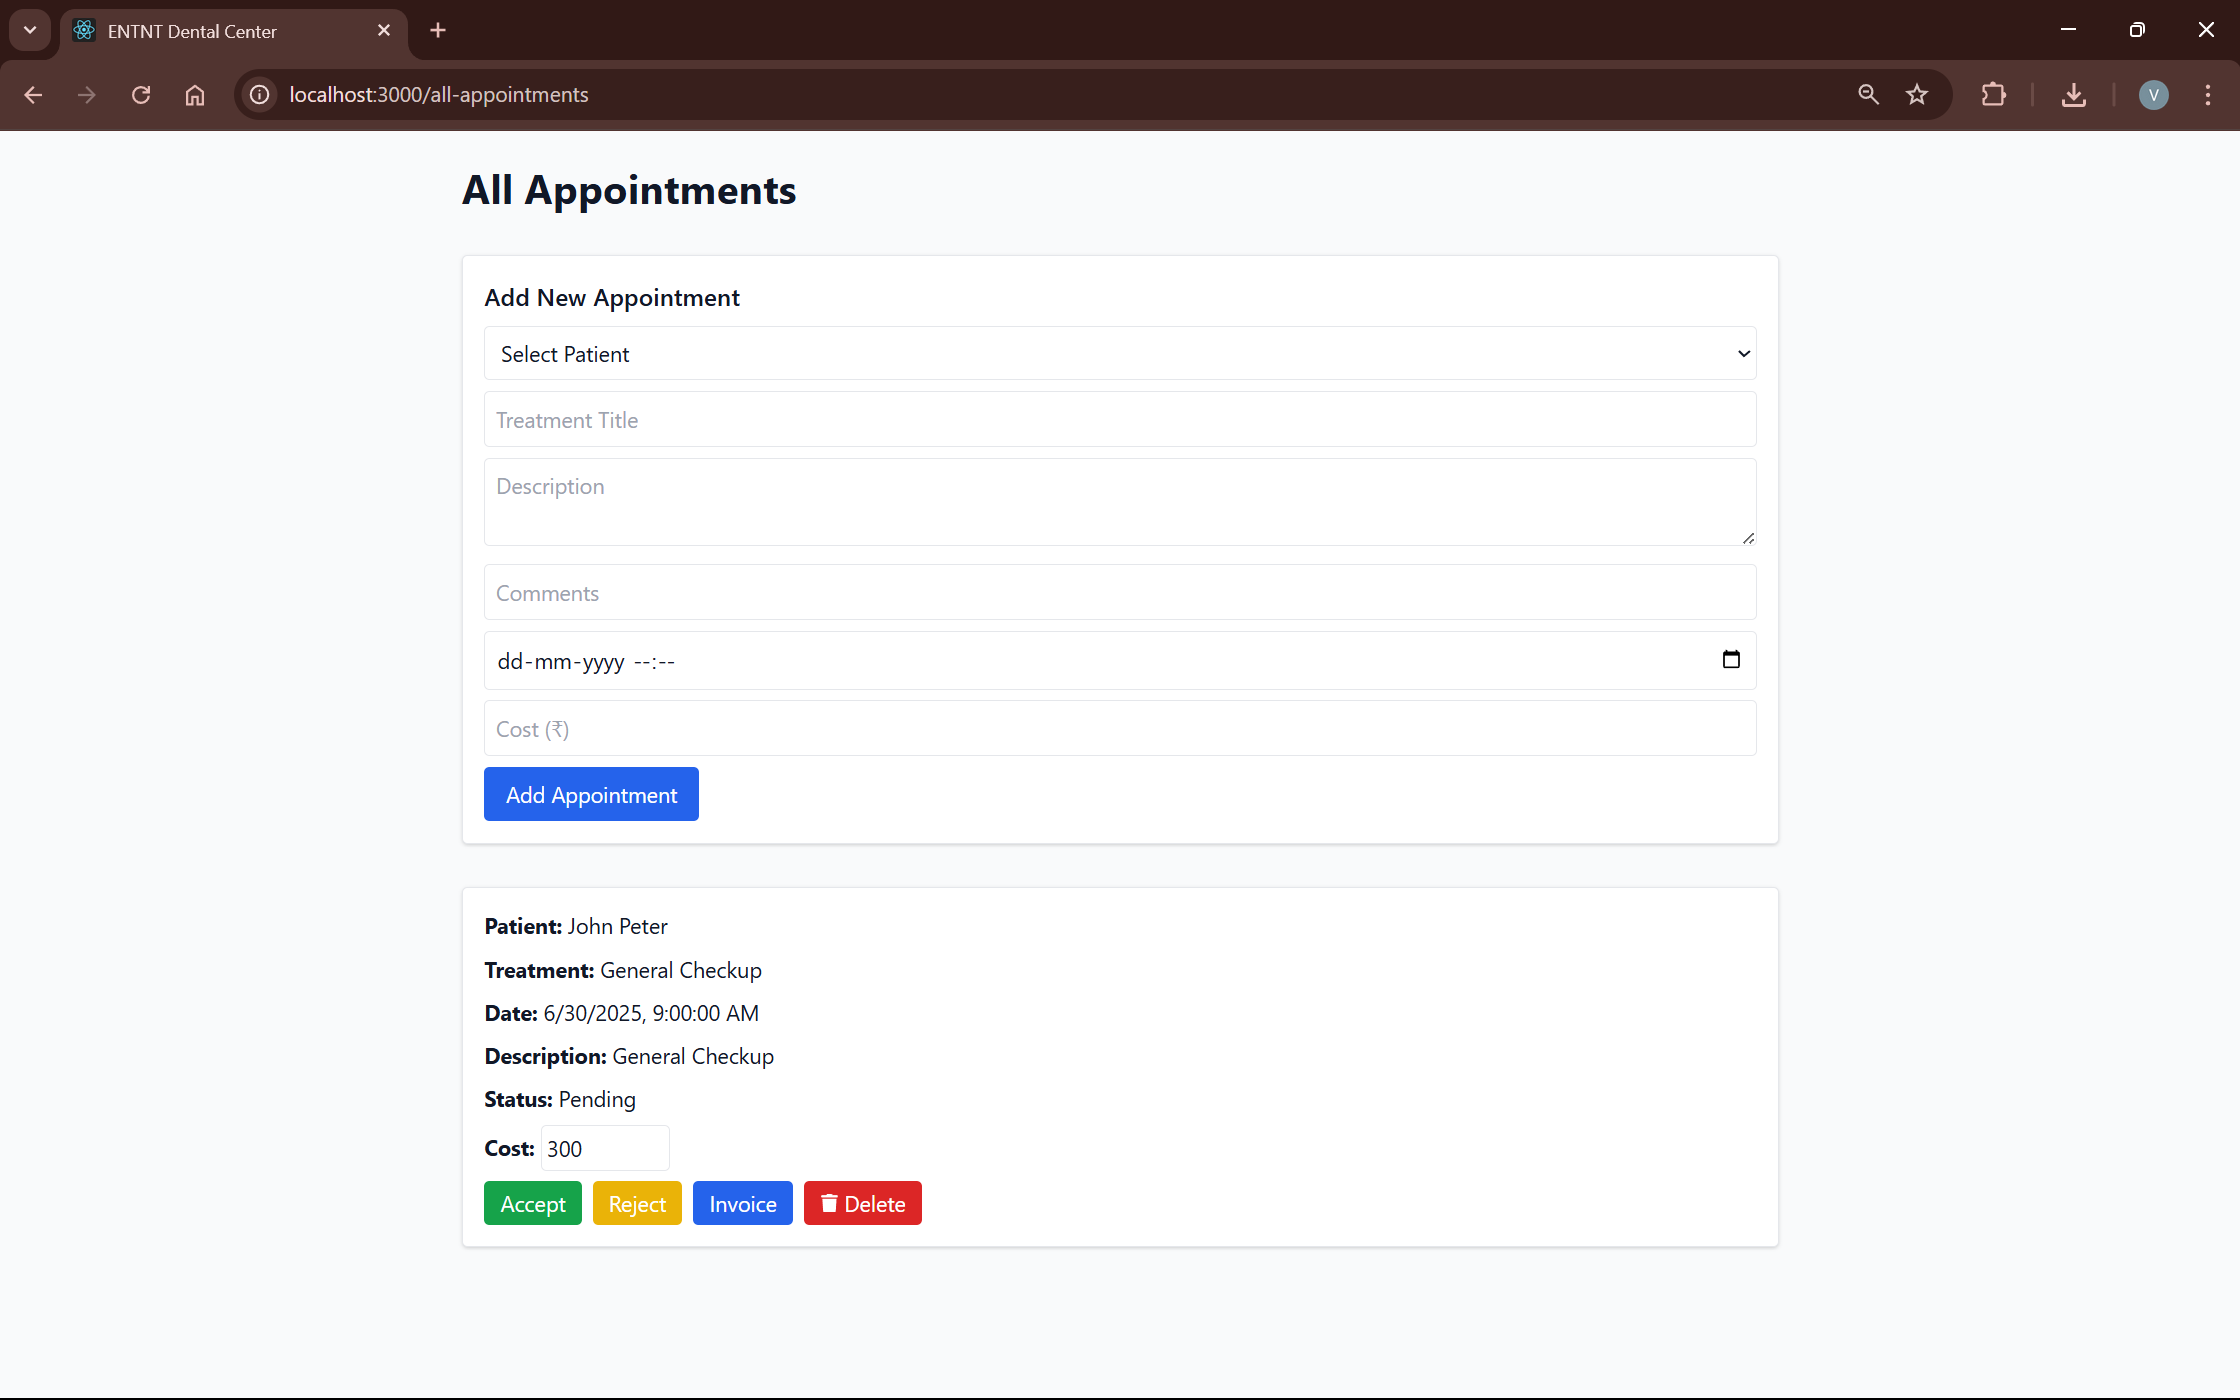 ENTNT Dental Center
localhost:3000/all-appointments
V
All Appointments
Add New Appointment
Select Patient
Treatment Title
Description
Comments
dd-mm-yyyy --:--
Cost (₹)
Add Appointment
Patient: John Peter
Treatment: General Checkup
Date: 6/30/2025, 9:00:00 AM
Description: General Checkup
Status: Pending
Cost: 300
Accept Reject Invoice Delete